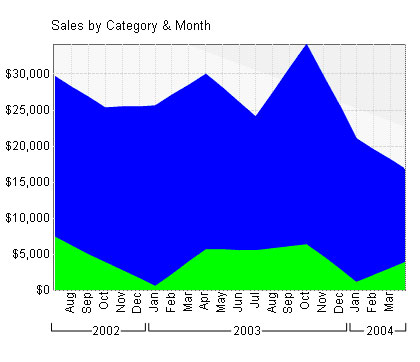 Sales by Category & Month
$30,000
$25,000
$20,000
$15,000
$10,000
$5,000
$0
Aug Sep Oct Nov Dec Jan Feb Mar Apr May Jun Jul Aug Sep Oct Nov Dec Jan Feb Mar
2002 2003 2004